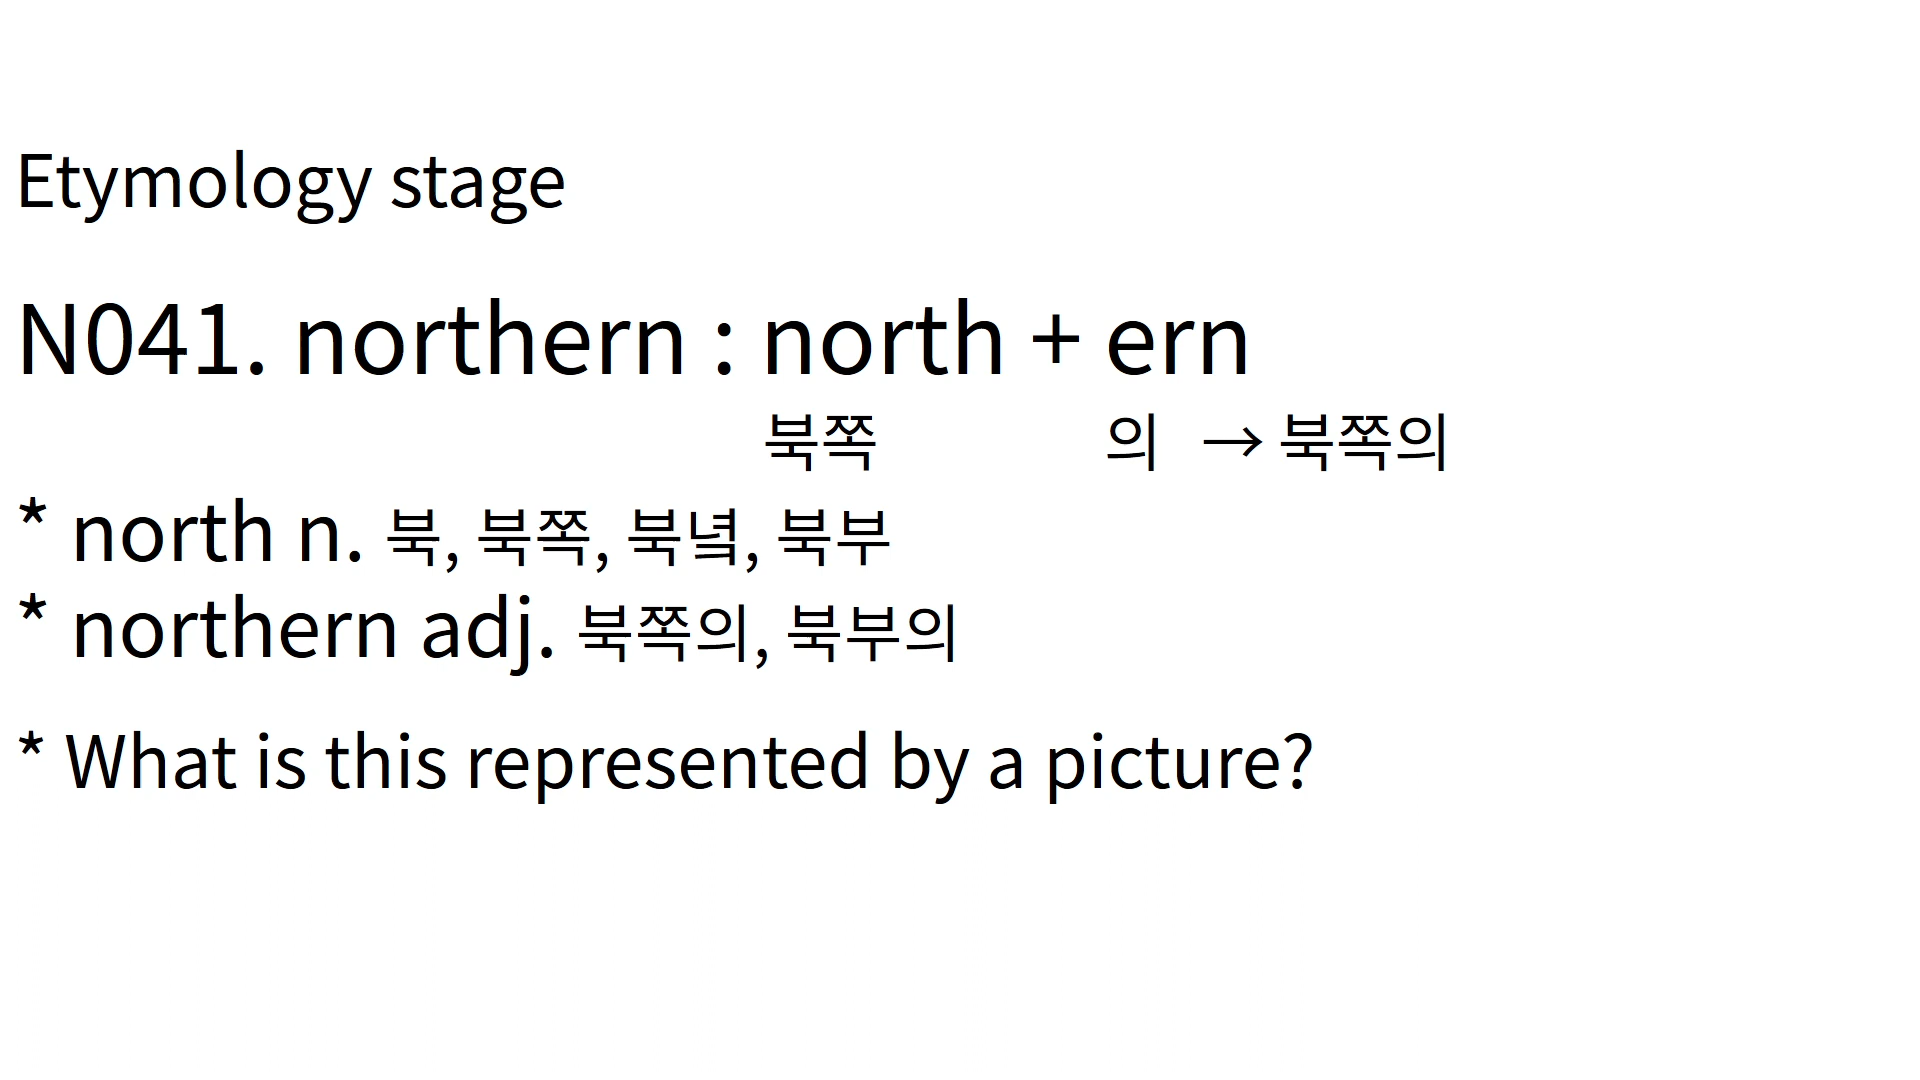 Etymology stage
N041. northern : north + ern
북쪽 의 → 북쪽의
* north n. 북, 북쪽, 북녘, 북부
* northern adj. 북쪽의, 북부의
* What is this represented by a picture?